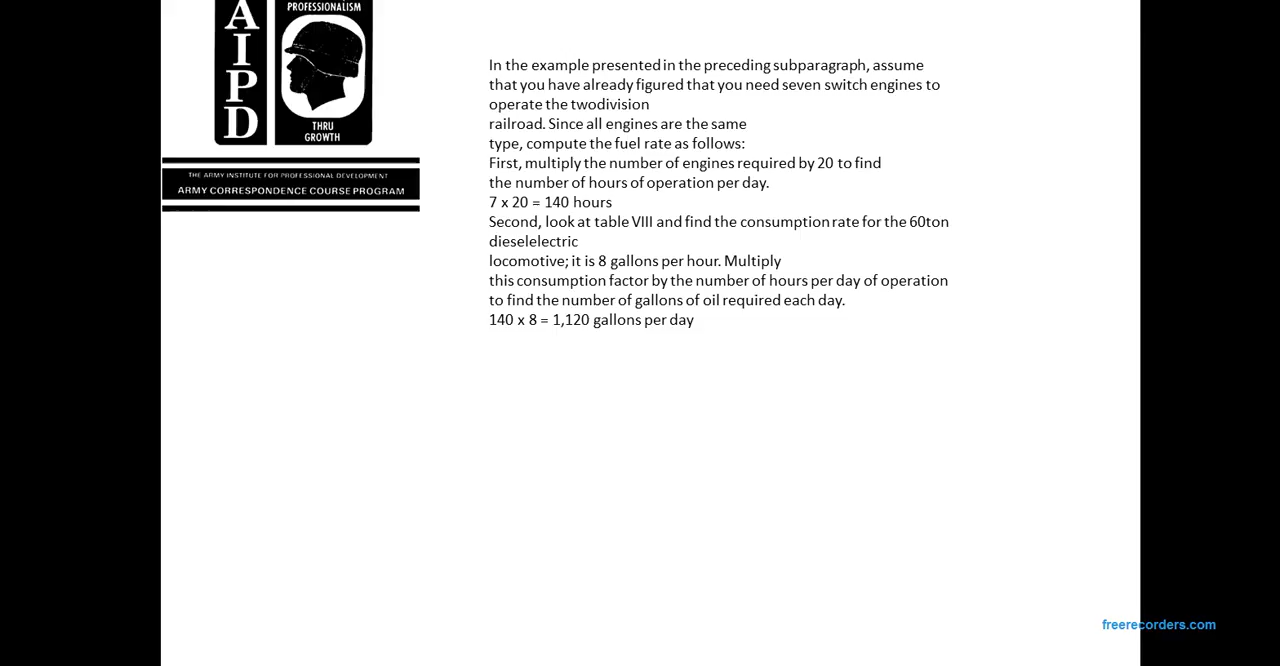 AIPD
PROFESSIONALISM
THRU
GROWTH
THE ARMY INSTITUTE FOR PROFESSIONAL DEVELOPMENT
ARMY CORRESPONDENCE COURSE PROGRAM
In the example presented in the preceding subparagraph, assume
that you have already figured that you need seven switch engines to
operate the twodivision
railroad. Since all engines are the same
type, compute the fuel rate as follows:
First, multiply the number of engines required by 20 to find
the number of hours of operation per day.
7 x 20 = 140 hours
Second, look at table VIII and find the consumption rate for the 60ton
dieselelectric
locomotive; it is 8 gallons per hour. Multiply
this consumption factor by the number of hours per day of operation
to find the number of gallons of oil required each day.
140 x 8 = 1,120 gallons per day
freerecorders.com